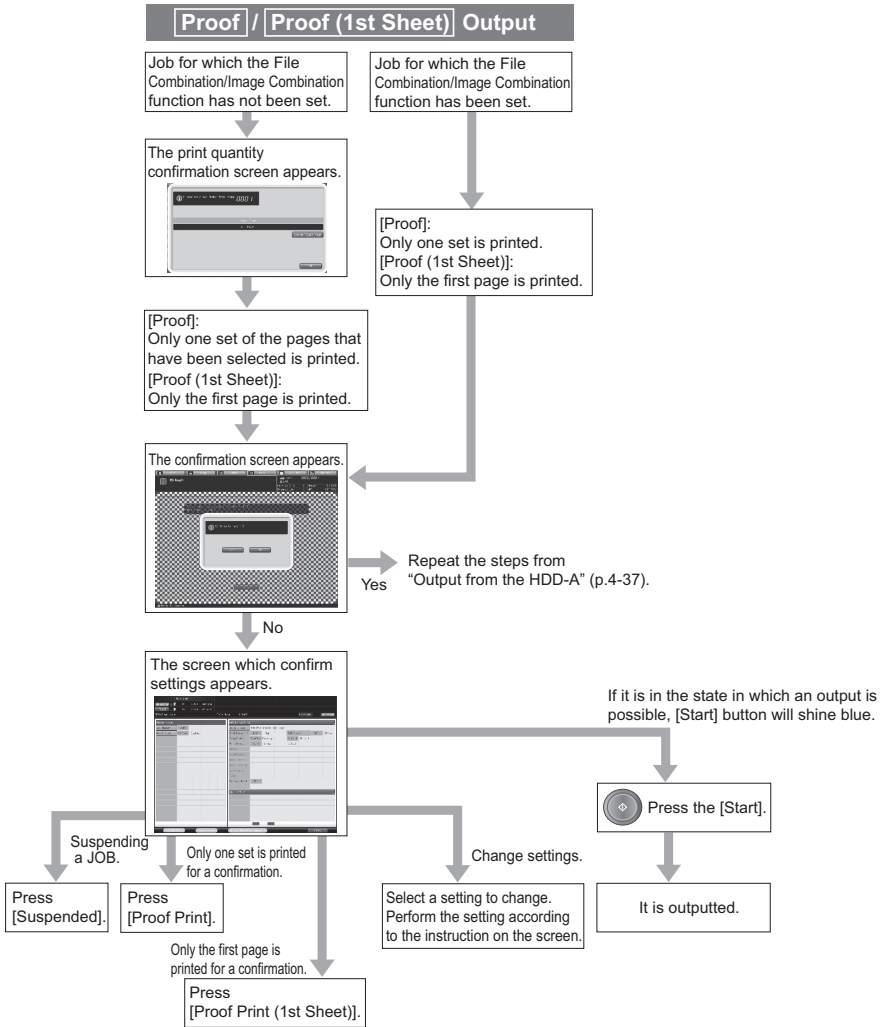 Proof / Proof (1st Sheet) Output
Job for which the File
Combination/Image Combination
function has not been set.
Job for which the File
Combination/Image Combination
function has been set.
The print quantity
confirmation screen appears.
[Proof]:
Only one set is printed.
[Proof (1st Sheet)]:
Only the first page is printed.
[Proof]:
Only one set of the pages that
have been selected is printed.
[Proof (1st Sheet)]:
Only the first page is printed.
The confirmation screen appears.
Yes
Repeat the steps from
“Output from the HDD-A” (p.4-37).
No
The screen which confirm
settings appears.
If it is in the state in which an output is
possible, [Start] button will shine blue.
Press the [Start].
It is outputted.
Suspending
a JOB.
Press
[Suspended].
Only one set is printed
for a confirmation.
Press
[Proof Print].
Change settings.
Select a setting to change.
Perform the setting according
to the instruction on the screen.
Only the first page is
printed for a confirmation.
Press
[Proof Print (1st Sheet)].